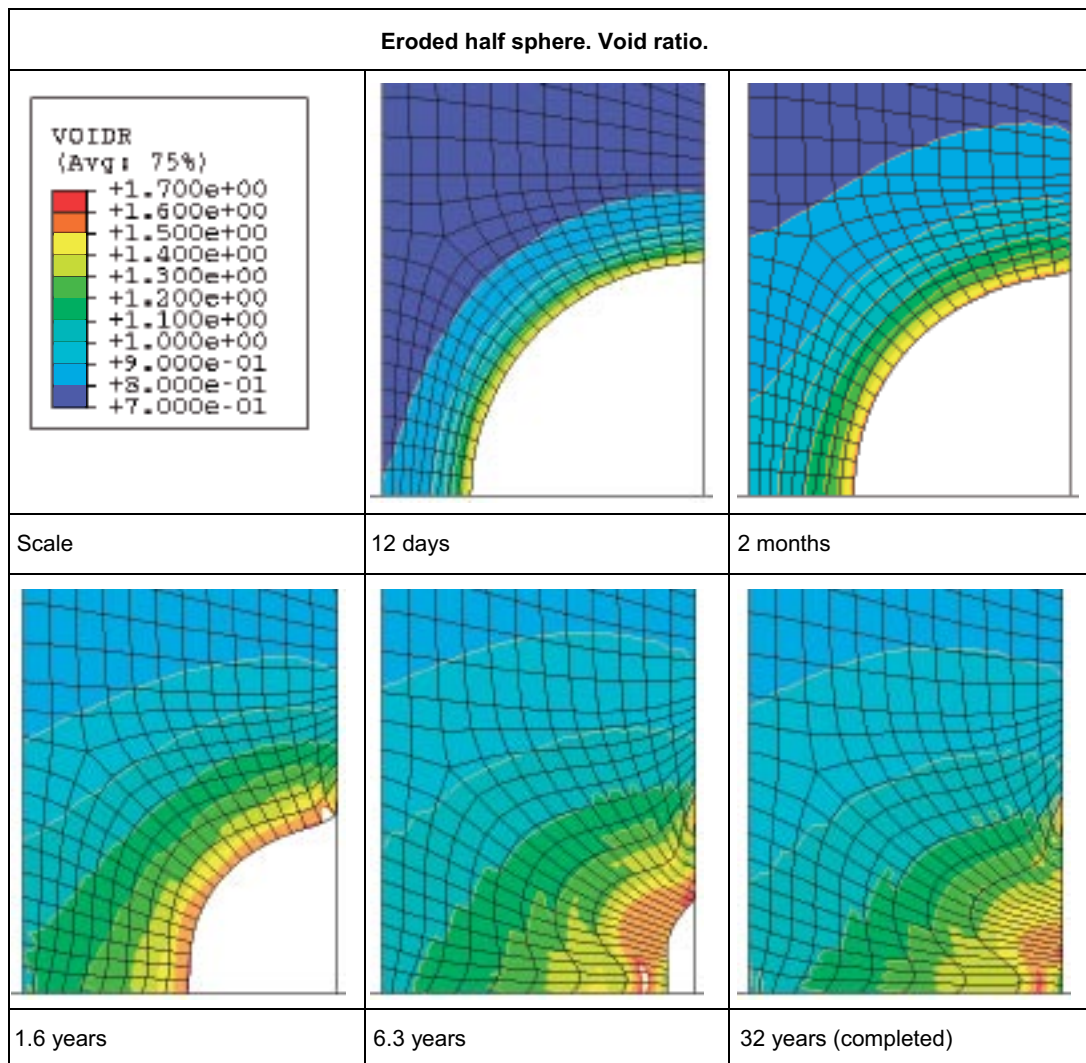 Eroded half sphere. Void ratio.
VOIDR
(Avg: 75%)
+1.700e+00
+1.600e+00
+1.500e+00
+1.400e+00
+1.300e+00
+1.200e+00
+1.100e+00
+1.000e+00
+9.000e-01
+8.000e-01
+7.000e-01
Scale
12 days
2 months
1.6 years
6.3 years
32 years (completed)